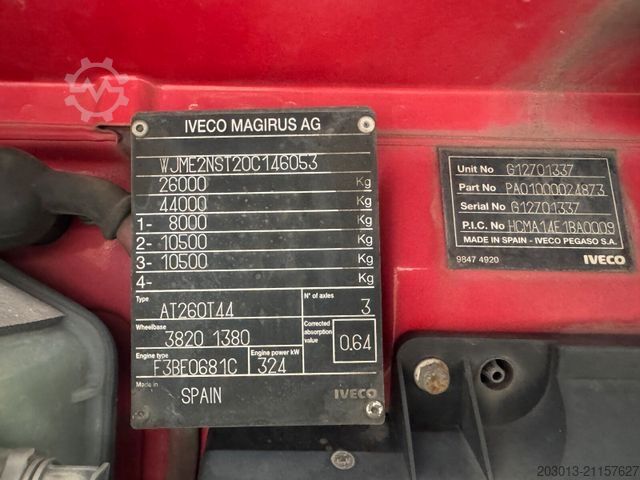 IVECO MAGIRUS AG
WJME2NST20C146053
26000 Kg
44000 Kg
1- 8000 Kg
2- 10500 Kg
3- 10500 Kg
4- Kg
Type AT260T44 N° of axles 3
Wheelbase 3820 1380 Corrected absorption value 0.64
Engine type F3BE0681C Engine power kW 324
Made in SPAIN IVECO
Unit No G12701337
Part No PA01000024873
Serial No G12701337
P.I.C. No HCMA14E1BA0009
MADE IN SPAIN - IVECO PEGASO S.A.
9847 4920 IVECO
203013-21157627